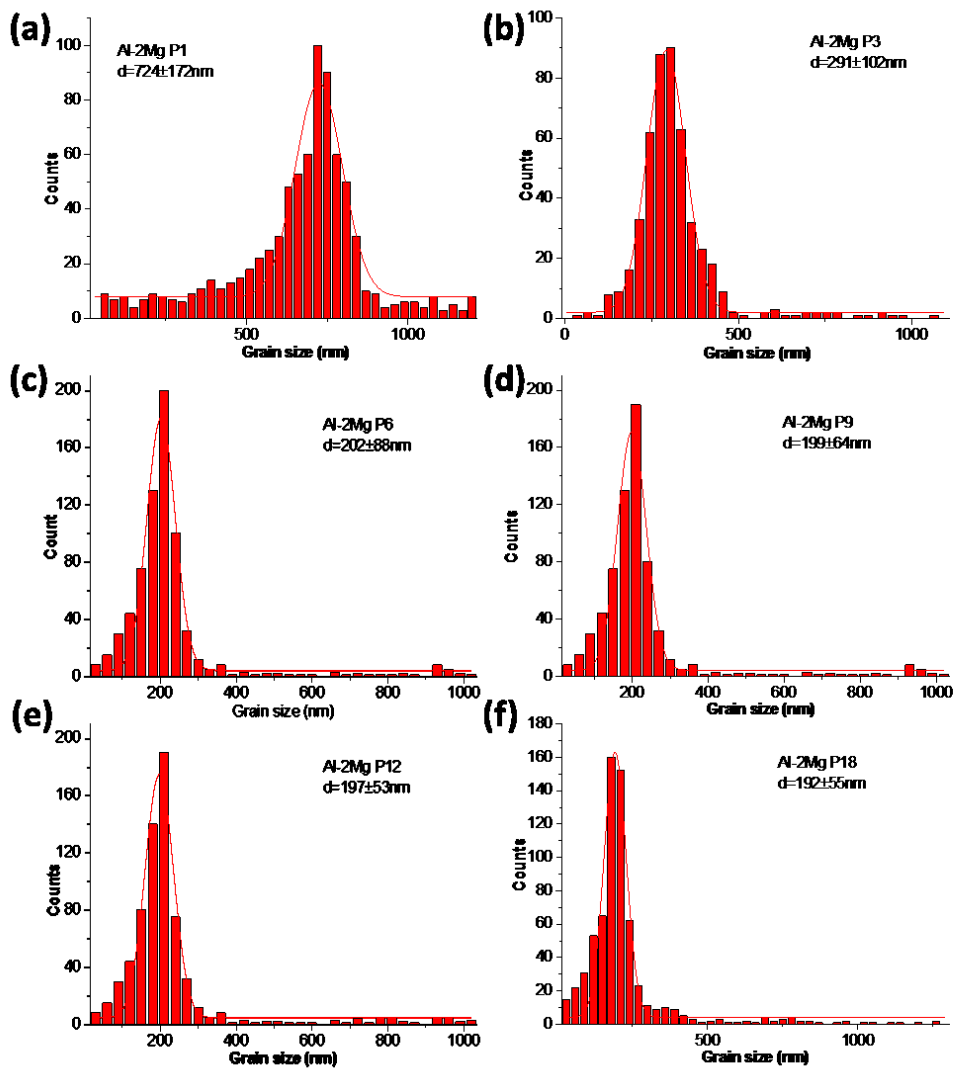 (a)
Al-2Mg P1
d=724±172nm
100
80
60
40
20
0
Counts
500
1000
Grain size (nm)
(b)
Al-2Mg P3
d=291±102nm
90
80
60
40
20
0
Counts
0
500
1000
Grain size (nm)
(c)
Al-2Mg P6
d=202±88nm
200
160
120
80
40
0
Count
200
400
600
800
1000
Grain size (nm)
(d)
Al-2Mg P9
d=199±64nm
200
160
120
80
40
0
Counts
200
400
600
800
1000
Grain size (nm)
(e)
Al-2Mg P12
d=197±53nm
200
160
120
80
40
0
Counts
200
400
600
800
1000
Grain size (nm)
(f)
Al-2Mg P18
d=192±55nm
180
160
140
120
100
80
60
40
20
0
Counts
500
1000
Grain size (nm)